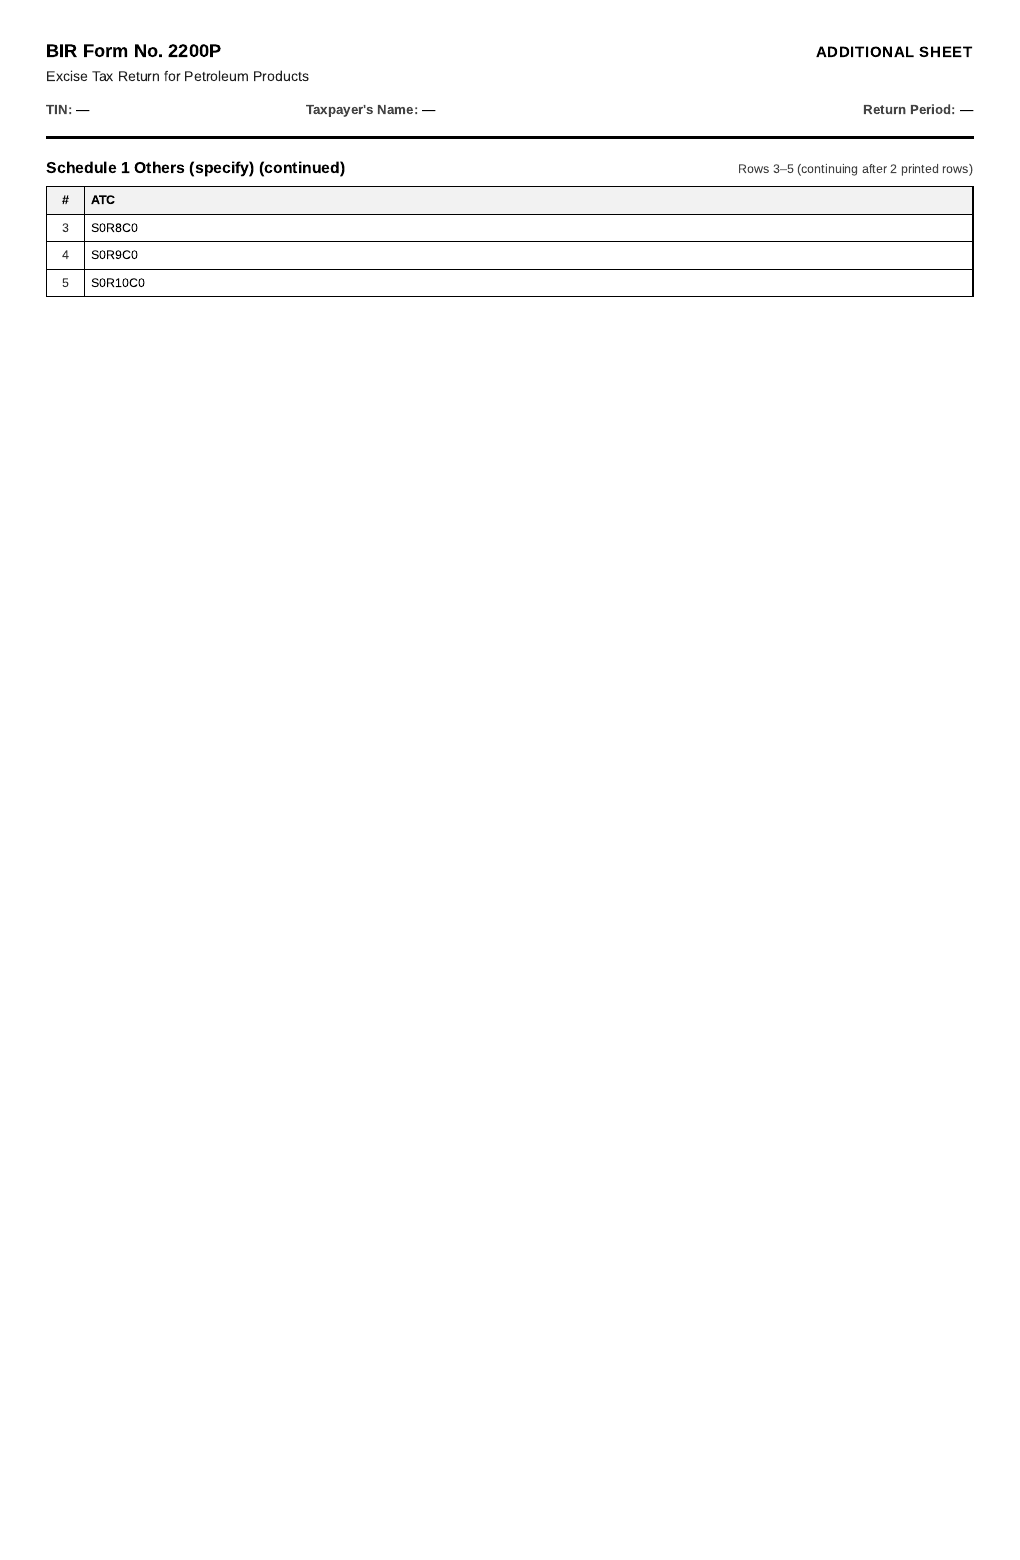 BIR Form No. 2200P
ADDITIONAL SHEET
Excise Tax Return for Petroleum Products
TIN: — Taxpayer's Name: — Return Period: —
Schedule 1 Others (specify) (continued)
Rows 3–5 (continuing after 2 printed rows)
# ATC
3 S0R8C0
4 S0R9C0
5 S0R10C0